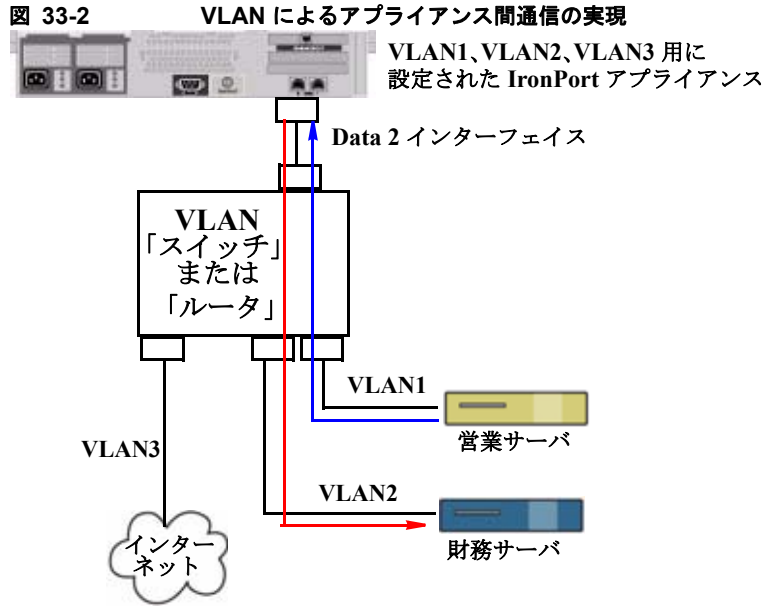 図 33-2 VLAN によるアプライアンス間通信の実現
VLAN1、VLAN2、VLAN3 用に
設定された IronPort アプライアンス
Data 2 インターフェイス
VLAN
「スイッチ」
または
「ルータ」
VLAN1
営業サーバ
VLAN3
VLAN2
財務サーバ
インター
ネット